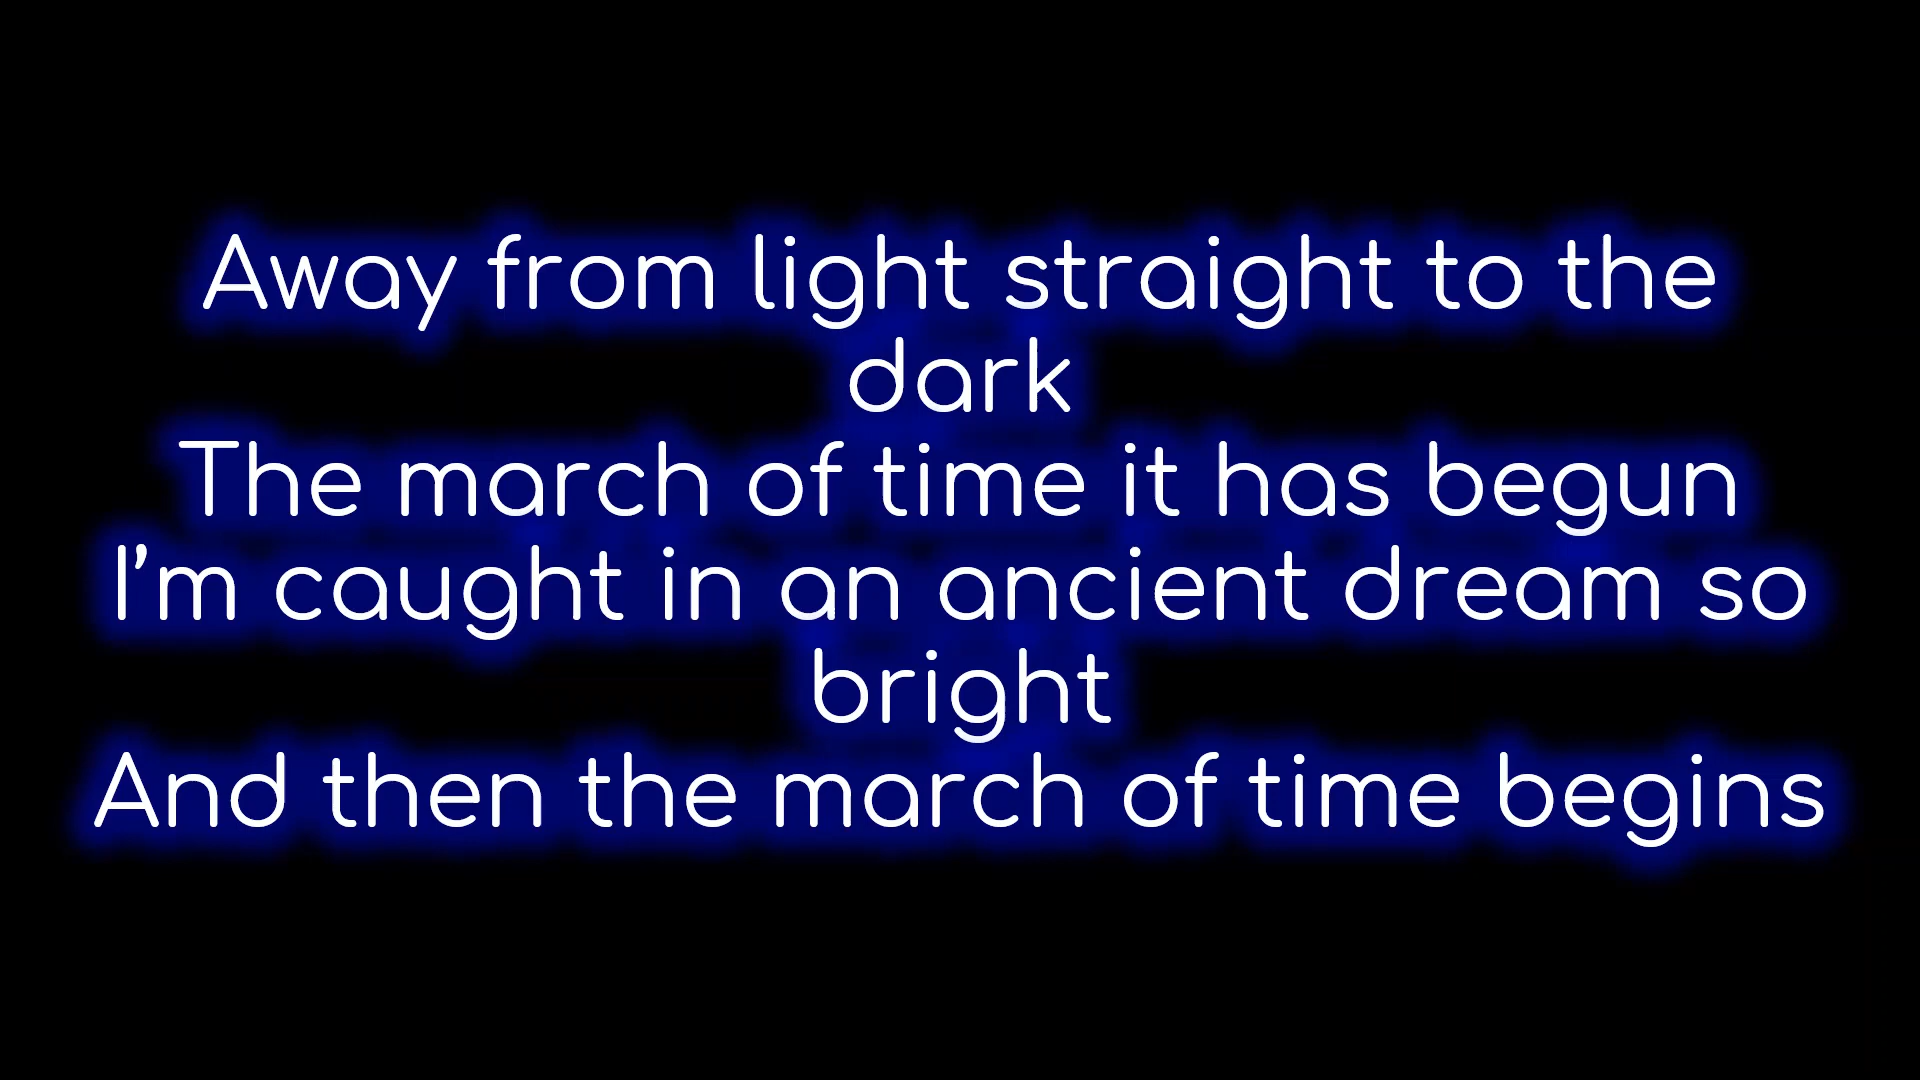 Away from light straight to the
dark
The march of time it has begun
I’m caught in an ancient dream so
bright
And then the march of time begins